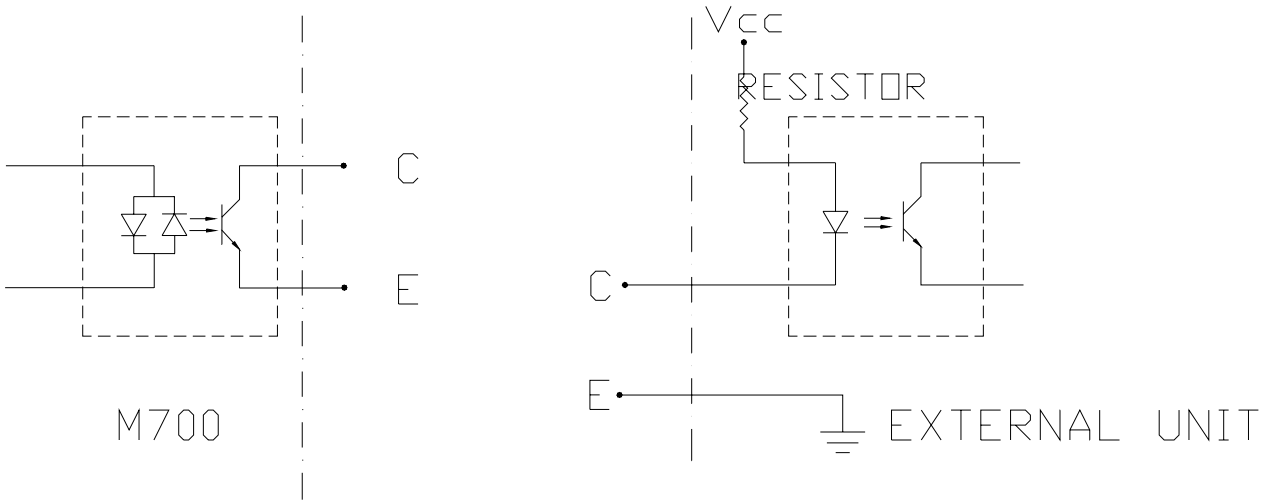 Vcc
RESISTOR
C
E
C
E
M700
EXTERNAL UNIT